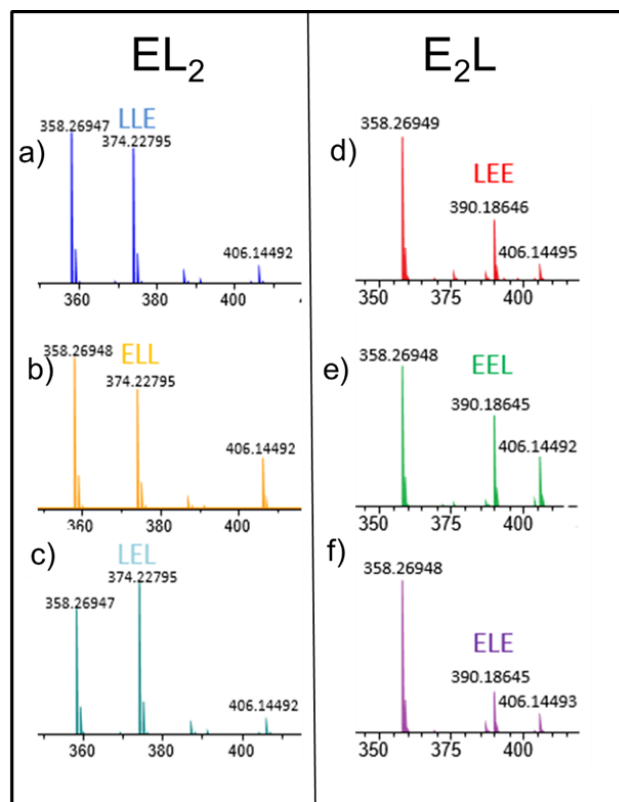 EL₂
E₂L
a)
LLE
358.26947
374.22795
406.14492
360 380 400
b)
ELL
358.26948
374.22795
406.14492
360 380 400
c)
LEL
374.22795
358.26947
406.14492
360 380 400
d)
358.26949
LEE
390.18646
406.14495
350 375 400
e)
358.26948
EEL
390.18645
406.14492
350 375 400
f)
358.26948
ELE
390.18645
406.14493
350 375 400